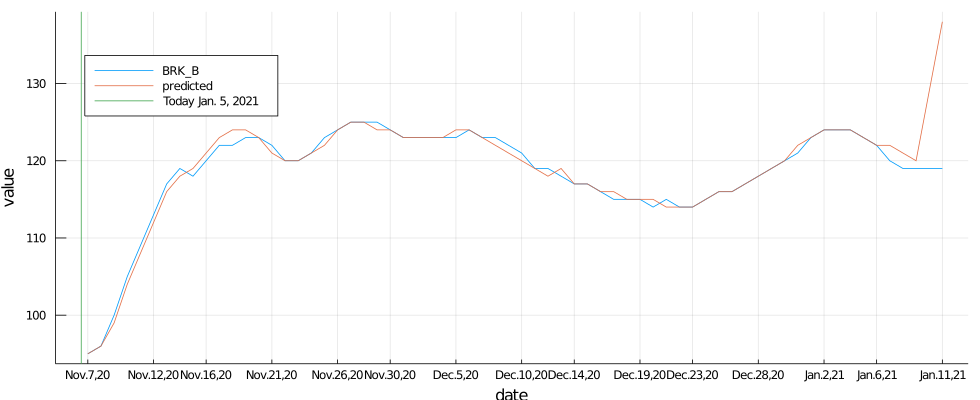 value
130
120
110
100
BRK_B
predicted
Today Jan. 5, 2021
Nov.7,20 Nov.12,20 Nov.16,20 Nov.21,20 Nov.26,20 Nov.30,20 Dec.5,20 Dec.10,20 Dec.14,20 Dec.19,20 Dec.23,20 Dec.28,20 Jan.2,21 Jan.6,21 Jan.11,21
date